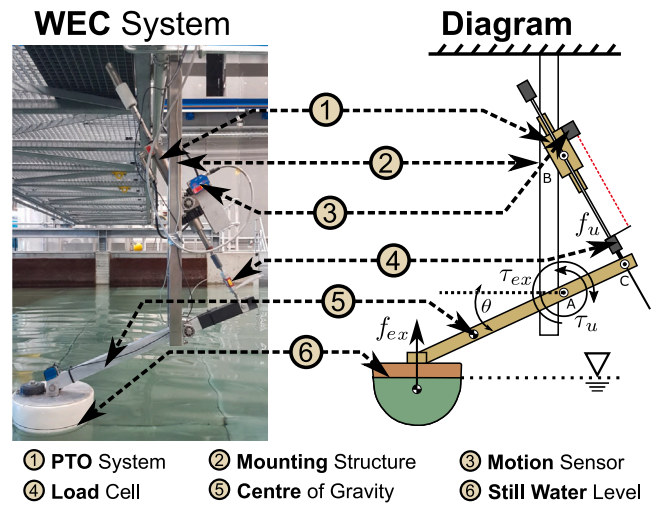 WEC System
Diagram
1
2
B
3
f_u
4
τ_ex
C
A
θ
τ_u
5
f_ex
6
1 PTO System
2 Mounting Structure
3 Motion Sensor
4 Load Cell
5 Centre of Gravity
6 Still Water Level